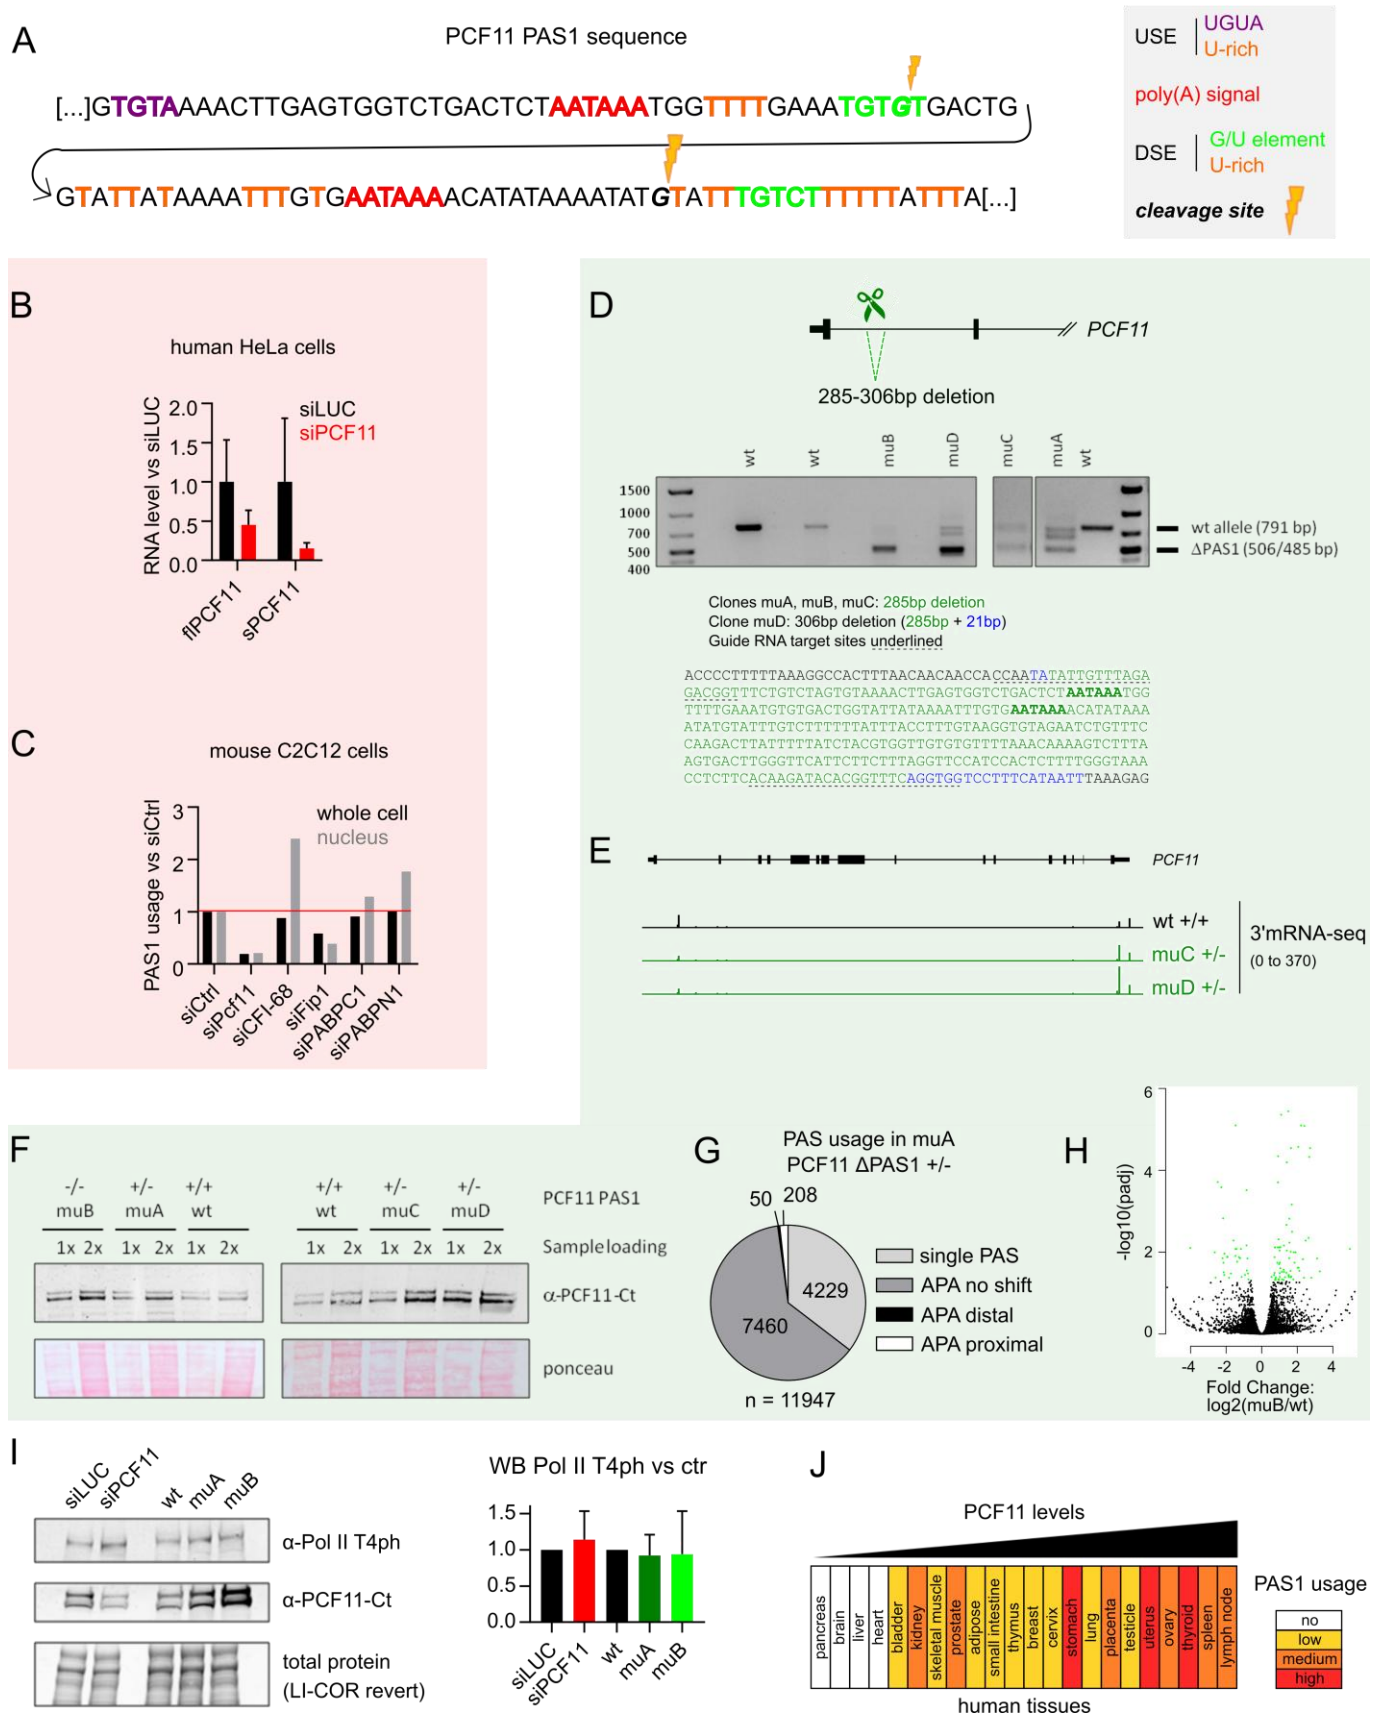 A
PCF11 PAS1 sequence
[...]GTGTAAAACTTGAGTGGTCTGACTCTAATAAATGGTTTTGAAATGTGTGACTG
GTATTATAAAATTTGTGAATAAAACATATAAAATATGTATTTGTCTTTTTTATTTA[...]
USE
UGUA
U-rich
poly(A) signal
DSE
G/U element
U-rich
cleavage site
B
human HeLa cells
RNA level vs siLUC
2.0
1.5
1.0
0.5
0.0
siLUC
siPCF11
flPCF11
sPCF11
C
mouse C2C12 cells
PAS1 usage vs siCtrl
3
2
1
0
whole cell
nucleus
siCtrl
siPcf11
siCFI-68
siFip1
siPABPC1
siPABPN1
D
PCF11
285-306bp deletion
wt
wt
muB
muD
muC
muA
wt
1500
1000
700
500
400
wt allele (791 bp)
ΔPAS1 (506/485 bp)
Clones muA, muB, muC: 285bp deletion
Clone muD: 306bp deletion (285bp + 21bp)
Guide RNA target sites underlined
ACCCCTTTTTAAAGGCCACTTTAACAACAACCACCAATATATTGTTTAGA
GACGGTTTCTGTCTAGTGTAAAACTTGAGTGGTCTGACTCTAATAAATGG
TTTTGAAATGTGTGACTGGTATTATAAAATTTGTGAATAAAACATATAAA
ATATGTATTTGTCTTTTTTATTTACCTTTGTAAGGTGTAGAATCTGTTTC
CAAGACTTATTTTTATCTACGTGGTTGTGTGTTTTAAACAAAAGTCTTTA
AGTGACTTGGGTTCATTCTTCTTTAGGTTCCATCCACTCTTTTGGGTAAA
CCTCTTCACAAGATACACGGTTTCAGGTGGTCCTTTCATAATTTAAAGAG
E
PCF11
wt +/+
muC +/-
muD +/-
3'mRNA-seq
(0 to 370)
F
-/- +/- +/+
muB muA wt
1x 2x 1x 2x 1x 2x
+/+ +/- +/-
wt muC muD
1x 2x 1x 2x 1x 2x
PCF11 PAS1
Sample loading
α-PCF11-Ct
ponceau
G
PAS usage in muA
PCF11 ΔPAS1 +/-
50
208
4229
7460
n = 11947
single PAS
APA no shift
APA distal
APA proximal
H
-log10(padj)
6
4
2
0
-4 -2 0 2 4
Fold Change:
log2(muB/wt)
I
siLUC
siPCF11
wt
muA
muB
α-Pol II T4ph
α-PCF11-Ct
total protein
(LI-COR revert)
WB Pol II T4ph vs ctr
1.5
1.0
0.5
0.0
siLUC
siPCF11
wt
muA
muB
J
PCF11 levels
pancreas
brain
liver
heart
bladder
kidney
skeletal muscle
prostate
adipose
small intestine
thymus
breast
cervix
stomach
lung
placenta
testicle
uterus
ovary
thyroid
spleen
lymph node
human tissues
PAS1 usage
no
low
medium
high